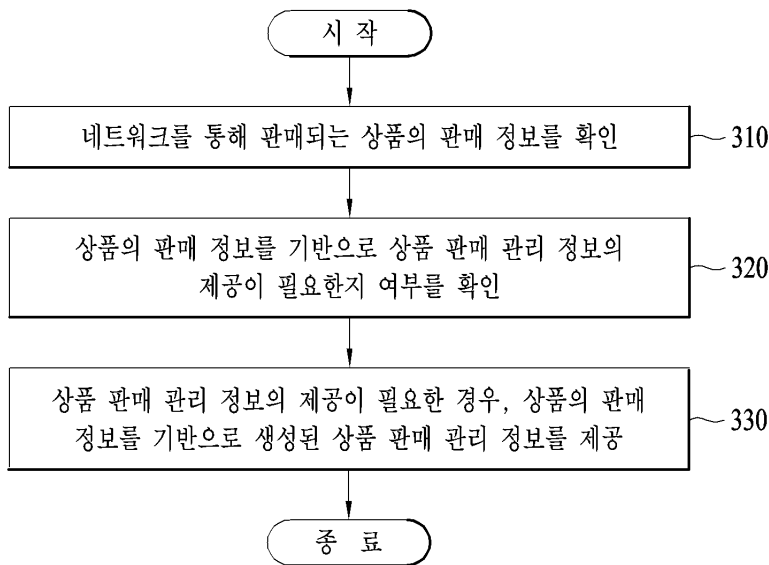 시 작
네트워크를 통해 판매되는 상품의 판매 정보를 확인
310
상품의 판매 정보를 기반으로 상품 판매 관리 정보의
제공이 필요한지 여부를 확인
320
상품 판매 관리 정보의 제공이 필요한 경우, 상품의 판매
정보를 기반으로 생성된 상품 판매 관리 정보를 제공
330
종 료